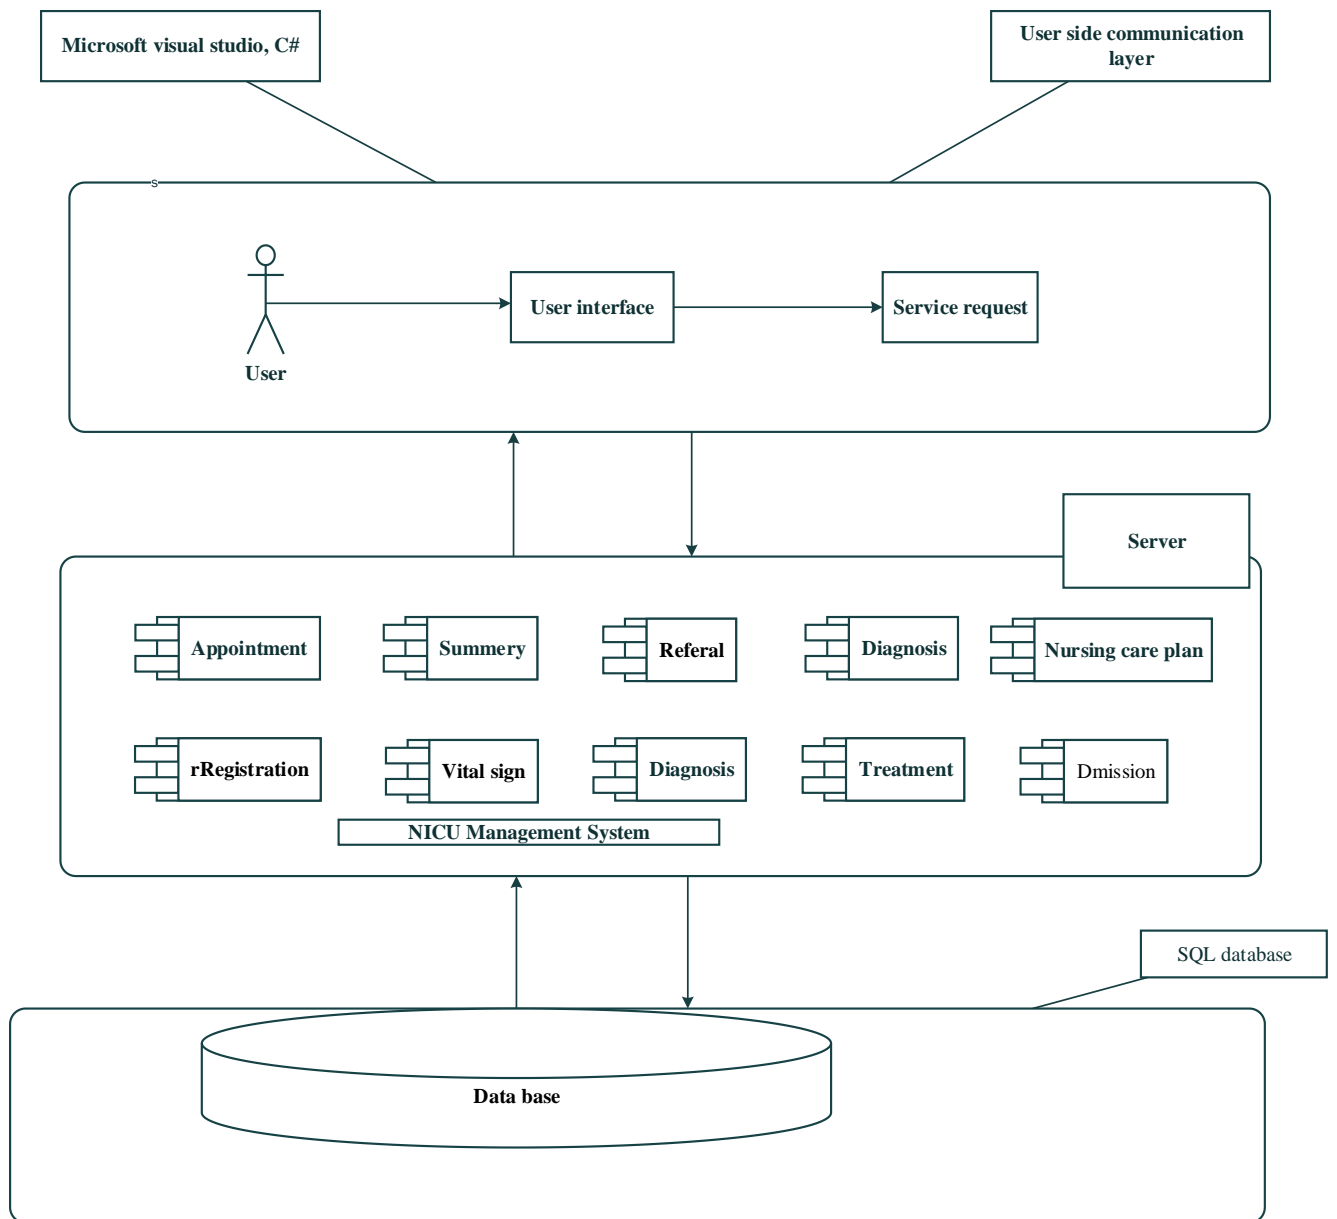 Microsoft visual studio, C#
User side communication
layer
s
User interface
Service request
User
Server
Appointment
Summery
Referal
Diagnosis
Nursing care plan
rRegistration
Vital sign
Diagnosis
Treatment
Dmission
NICU Management System
SQL database
Data base